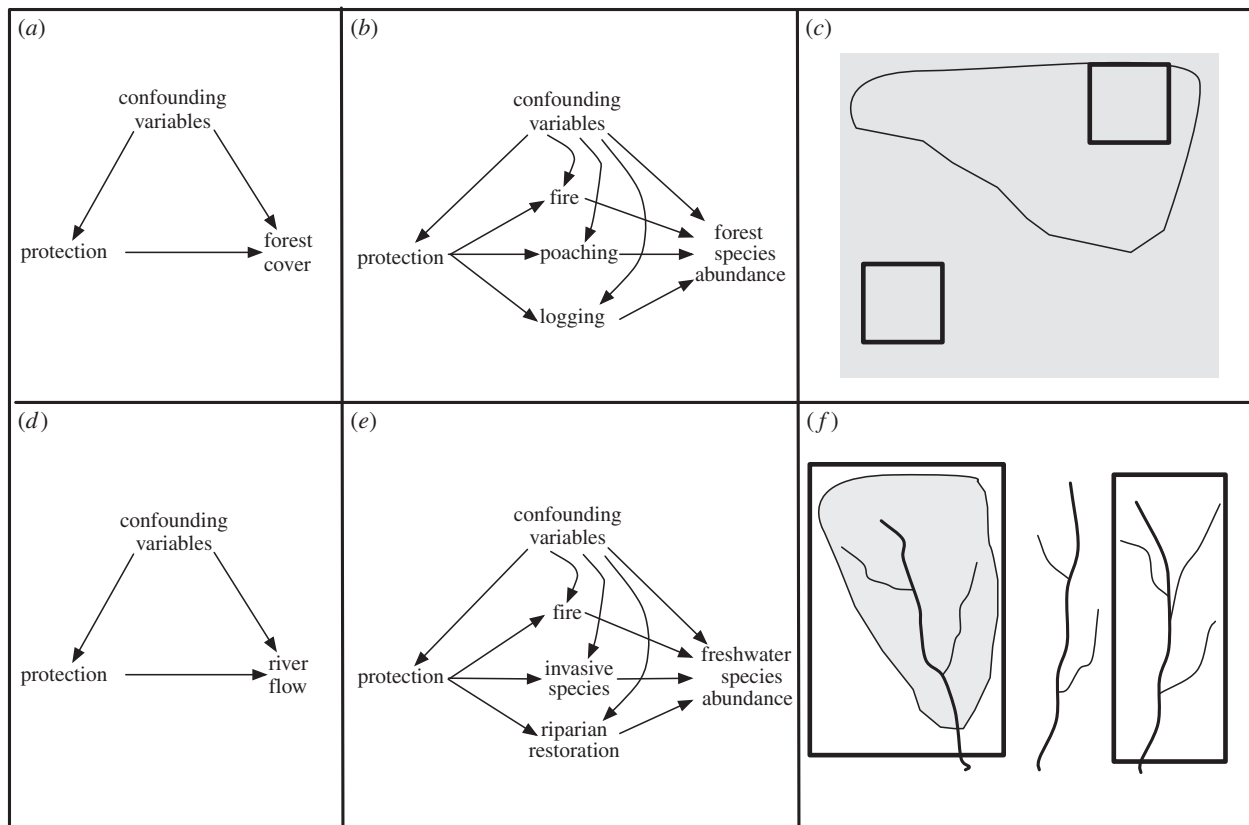 (a)
confounding
variables
protection
forest
cover
(b)
confounding
variables
fire
protection
poaching
logging
forest
species
abundance
(c)
(d)
confounding
variables
protection
river
flow
(e)
confounding
variables
fire
protection
invasive
species
riparian
restoration
freshwater
species
abundance
(f)